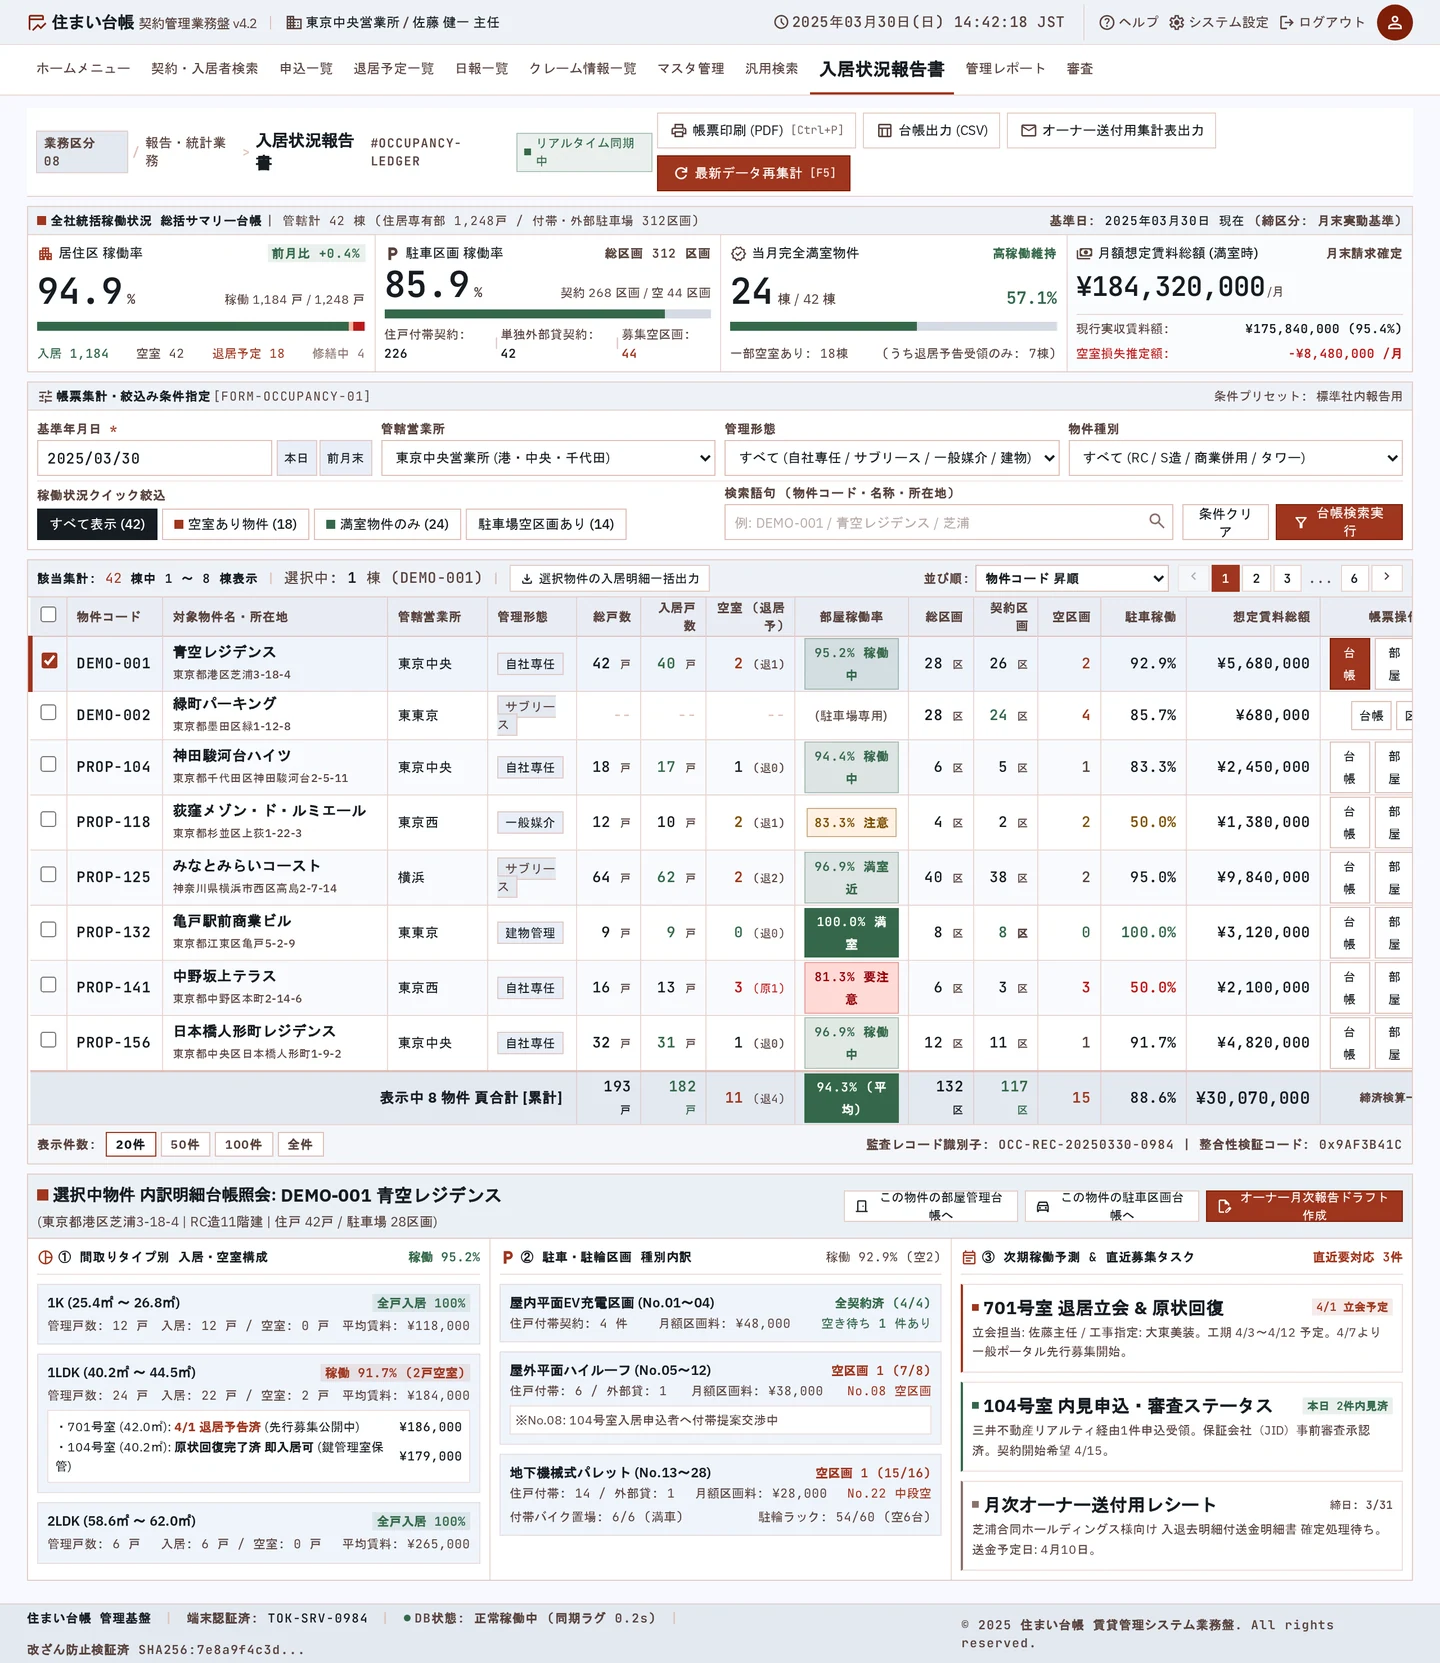 住まい台帳 契約管理業務盤 v4.2 | 東京中央営業所 / 佐藤 健一 主任
2025年03月30日(日) 14:42:18 JST
ヘルプ システム設定 ログアウト
ホームメニュー 契約・入居者検索 申込一覧 退居予定一覧 日報一覧 クレーム情報一覧 マスタ管理 汎用検索 入居状況報告書 管理レポート 審査
業務区分 08 / 報告・統計業務 > 入居状況報告書 #OCCUPANCY-LEDGER
リアルタイム同期中
帳票印刷 (PDF) [Ctrl+P]
台帳出力 (CSV)
オーナー送付用集計表出力
最新データ再集計 [F5]
全社統括稼働状況 総括サマリー台帳 | 管轄計 42 棟 (住居専有部 1,248戸 / 付帯・外部駐車場 312区画)
基準日: 2025年03月30日 現在 (締区分: 月末実動基準)
居住区 稼働率 前月比 +0.4%
94.9 % 稼働 1,184 戸 / 1,248 戸
入居 1,184 空室 42 退居予定 18 修繕中 4
駐車区画 稼働率 総区画 312 区画
85.9 % 契約 268 区画 / 空 44 区画
住戸付帯契約: 226 | 単独外部貸契約: 42 | 募集空区画: 44
当月完全満室物件 高稼働維持
24 棟 / 42 棟 57.1%
一部空室あり: 18棟 (うち退居予告受領のみ: 7棟)
月額想定賃料総額 (満室時) 月末請求確定
¥184,320,000 /月
現行実収賃料額: ¥175,840,000 (95.4%)
空室損失推定額: -¥8,480,000 /月
帳票集計・絞込み条件指定 [FORM-OCCUPANCY-01]
条件プリセット: 標準社内報告用
基準年月日 *
2025/03/30 本日 前月末
管轄営業所
東京中央営業所 (港・中央・千代田)
管理形態
すべて (自社専任 / サブリース / 一般媒介 / 建物)
物件種別
すべて (RC / S造 / 商業併用 / タワー)
稼働状況クイック絞込
すべて表示 (42) 空室あり物件 (18) 満室物件のみ (24) 駐車場空区画あり (14)
検索語句 (物件コード・名称・所在地)
例: DEMO-001 / 青空レジデンス / 芝浦
条件クリア
台帳検索実行
該当集計: 42 棟中 1 〜 8 棟表示 | 選択中: 1 棟 (DEMO-001) | 選択物件の入居明細一括出力
並び順: 物件コード 昇順 ‹ 1 2 3 ... 6 ›
物件コード 対象物件名・所在地 管轄営業所 管理形態 総戸数 入居戸数 空室 (退居予) 部屋稼働率 総区画 契約区画 空区画 駐車稼働 想定賃料総額 帳票操
DEMO-001 青空レジデンス 東京都港区芝浦3-18-4 東京中央 自社専任 42 戸 40 戸 2 (退1) 95.2% 稼働中 28 区 26 区 2 92.9% ¥5,680,000 台帳 部屋
DEMO-002 緑町パーキング 東京都墨田区緑1-12-8 東東京 サブリース -- -- -- (駐車場専用) 28 区 24 区 4 85.7% ¥680,000 台帳
PROP-104 神田駿河台ハイツ 東京都千代田区神田駿河台2-5-11 東京中央 自社専任 18 戸 17 戸 1 (退0) 94.4% 稼働中 6 区 5 区 1 83.3% ¥2,450,000 台帳 部屋
PROP-118 荻窪メゾン・ド・ルミエール 東京都杉並区上荻1-22-3 東京西 一般媒介 12 戸 10 戸 2 (退1) 83.3% 注意 4 区 2 区 2 50.0% ¥1,380,000 台帳 部屋
PROP-125 みなとみらいコースト 神奈川県横浜市西区高島2-7-14 横浜 サブリース 64 戸 62 戸 2 (退2) 96.9% 満室近 40 区 38 区 2 95.0% ¥9,840,000 台帳 部屋
PROP-132 亀戸駅前商業ビル 東京都江東区亀戸5-2-9 東東京 建物管理 9 戸 9 戸 0 (退0) 100.0% 満室 8 区 8 区 0 100.0% ¥3,120,000 台帳 部屋
PROP-141 中野坂上テラス 東京都中野区本町2-14-6 東京西 自社専任 16 戸 13 戸 3 (原1) 81.3% 要注意 6 区 3 区 3 50.0% ¥2,100,000 台帳 部屋
PROP-156 日本橋人形町レジデンス 東京都中央区日本橋人形町1-9-2 東京中央 自社専任 32 戸 31 戸 1 (退0) 96.9% 稼働中 12 区 11 区 1 91.7% ¥4,820,000 台帳 部屋
表示中 8 物件 頁合計 [累計] 193 戸 182 戸 11 (退4) 94.3% (平均) 132 区 117 区 15 88.6% ¥30,070,000 締済検算
表示件数: 20件 50件 100件 全件
監査レコード識別子: OCC-REC-20250330-0984 | 整合性検証コード: 0x9AF3B41C
選択中物件 内訳明細台帳照会: DEMO-001 青空レジデンス
(東京都港区芝浦3-18-4 | RC造11階建 | 住戸 42戸 / 駐車場 28区画)
この物件の部屋管理台帳へ
この物件の駐車区画台帳へ
オーナー月次報告ドラフト作成
① 間取りタイプ別 入居・空室構成 稼働 95.2%
1K (25.4㎡ 〜 26.8㎡) 全戸入居 100%
管理戸数: 12 戸 入居: 12 戸 / 空室: 0 戸 平均賃料: ¥118,000
1LDK (40.2㎡ 〜 44.5㎡) 稼働 91.7% (2戸空室)
管理戸数: 24 戸 入居: 22 戸 / 空室: 2 戸 平均賃料: ¥184,000
・701号室 (42.0㎡): 4/1 退居予告済 (先行募集公開中) ¥186,000
・104号室 (40.2㎡): 原状回復完了済 即入居可 (鍵管理室保管) ¥179,000
2LDK (58.6㎡ 〜 62.0㎡) 全戸入居 100%
管理戸数: 6 戸 入居: 6 戸 / 空室: 0 戸 平均賃料: ¥265,000
② 駐車・駐輪区画 種別内訳 稼働 92.9% (空2)
屋内平面EV充電区画 (No.01〜04) 全契約済 (4/4)
住戸付帯契約: 4 件 月額区画料: ¥48,000 空き待ち 1 件あり
屋外平面ハイルーフ (No.05〜12) 空区画 1 (7/8)
住戸付帯: 6 / 外部貸: 1 月額区画料: ¥38,000 No.08 空区画
※No.08: 104号室入居申込者へ付帯提案交渉中
地下機械式パレット (No.13〜28) 空区画 1 (15/16)
住戸付帯: 14 / 外部貸: 1 月額区画料: ¥28,000 No.22 中段空
付帯バイク置場: 6/6 (満車) 駐輪ラック: 54/60 (空6台)
③ 次期稼働予測 & 直近募集タスク 直近要対応 3件
701号室 退居立会 & 原状回復 4/1 立会予定
立会担当: 佐藤主任 / 工事指定: 大東美装。工期 4/3〜4/12 予定。4/7より
一般ポータル先行募集開始。
104号室 内見申込・審査ステータス 本日 2件内見済
三井不動産リアルティ経由1件申込受領。保証会社 (JID) 事前審査承認
済。契約開始希望 4/15。
月次オーナー送付用レシート 締日: 3/31
芝浦合同ホールディングス様向け 入退去明細付送金明細書 確定処理待ち。
送金予定日: 4月10日。
住まい台帳 管理基盤 | 端末認証済: TOK-SRV-0984 | ●DB状態: 正常稼働中 (同期ラグ 0.2s) |
改ざん防止検証済 SHA256:7e8a9f4c3d...
© 2025 住まい台帳 賃貸管理システム業務盤. All rights
reserved.